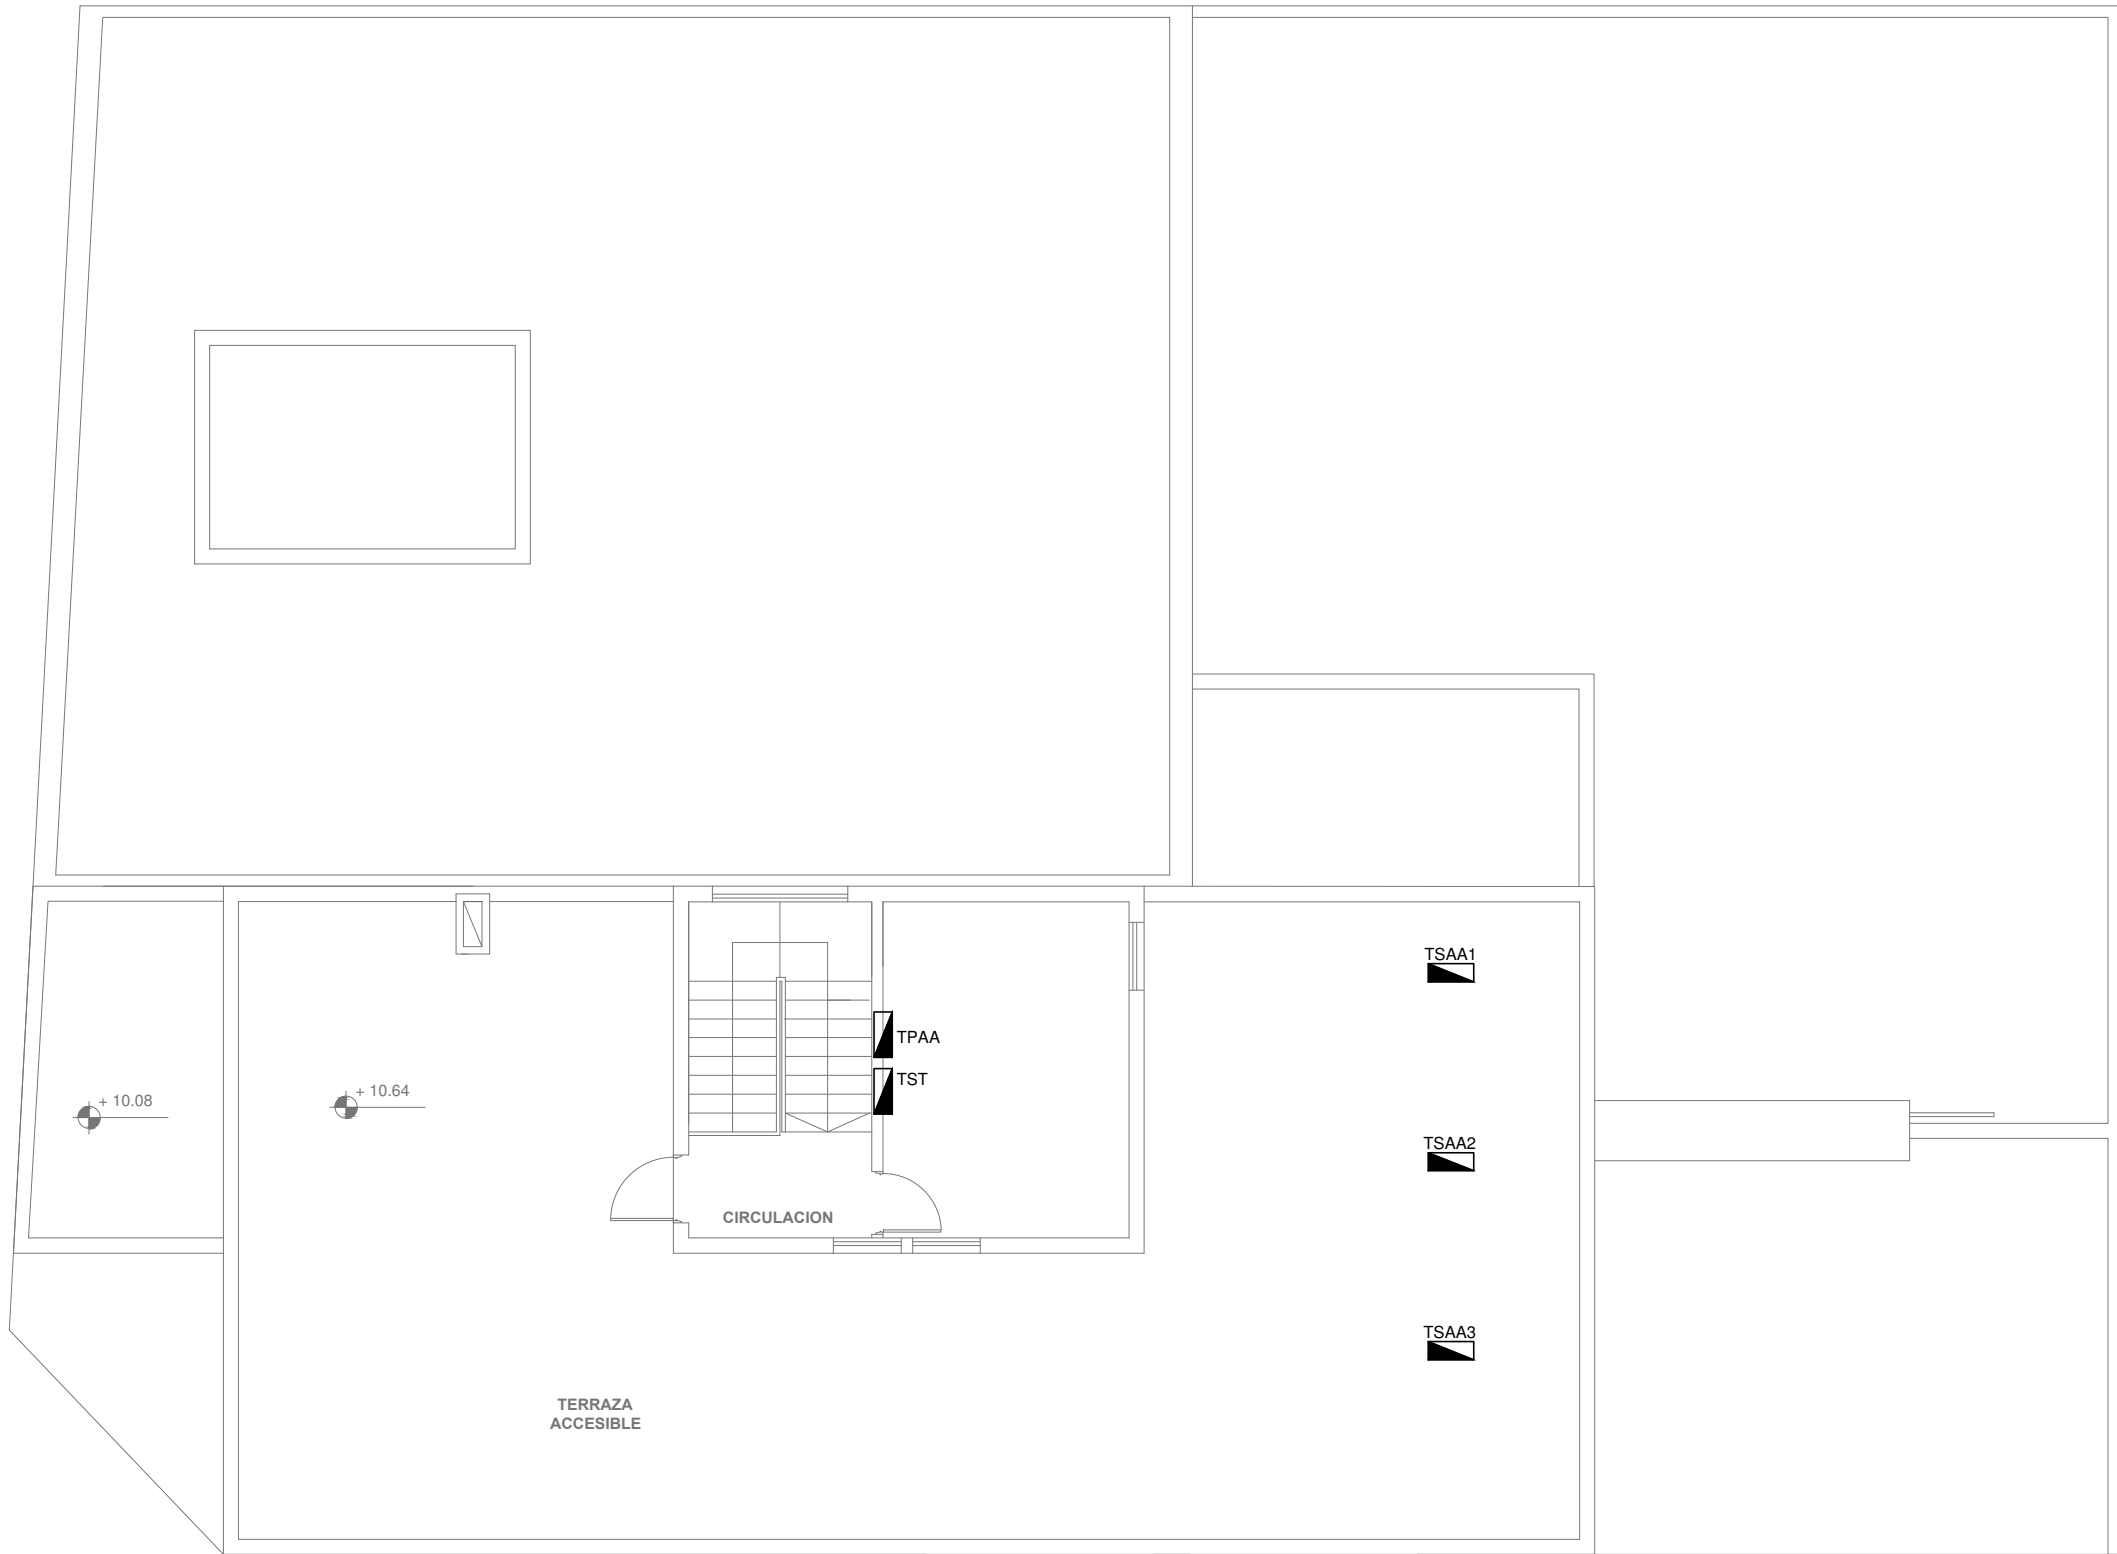 TSAA1
TPAA
TST
+ 10.64
+ 10.08
TSAA2
CIRCULACION
TSAA3
TERRAZA
ACCESIBLE